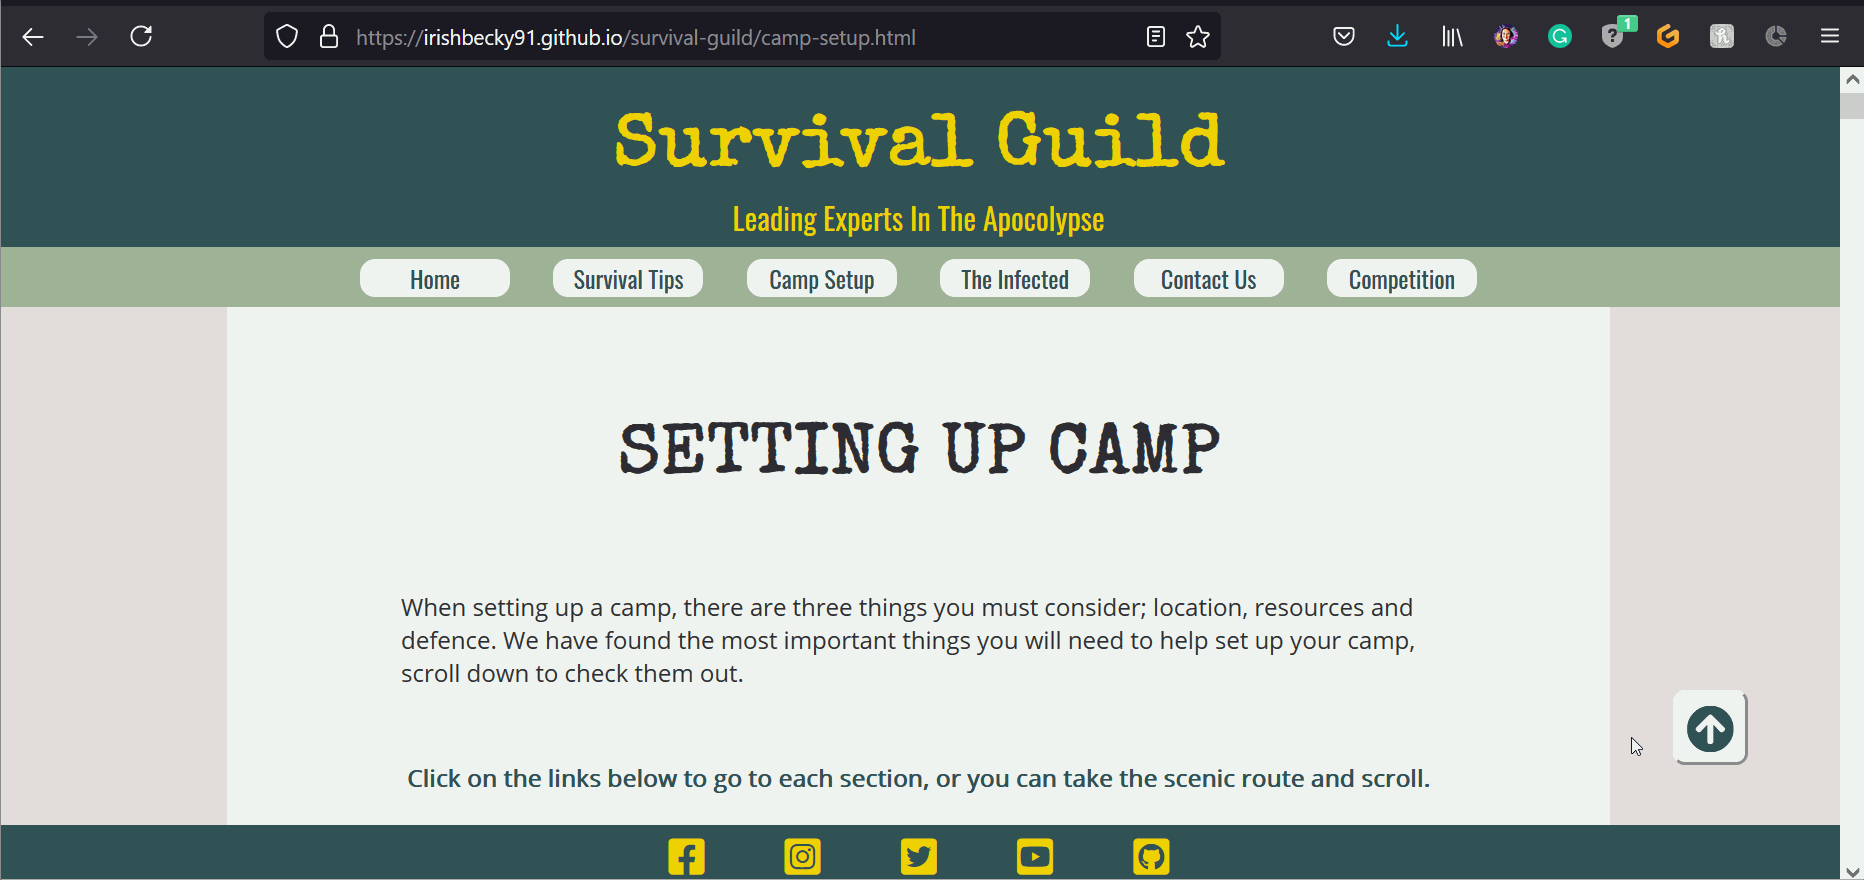 https://irishbecky91.github.io/survival-guild/camp-setup.html
1
Survival Guild
Leading Experts In The Apocolypse
Home Survival Tips Camp Setup The Infected Contact Us Competition
SETTING UP CAMP
When setting up a camp, there are three things you must consider; location, resources and
defence. We have found the most important things you will need to help set up your camp,
scroll down to check them out.
Click on the links below to go to each section, or you can take the scenic route and scroll.